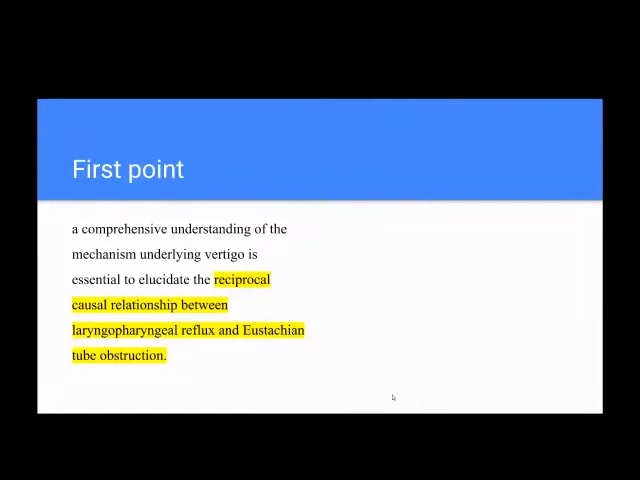 First point
a comprehensive understanding of the
mechanism underlying vertigo is
essential to elucidate the reciprocal
causal relationship between
laryngopharyngeal reflux and Eustachian
tube obstruction.